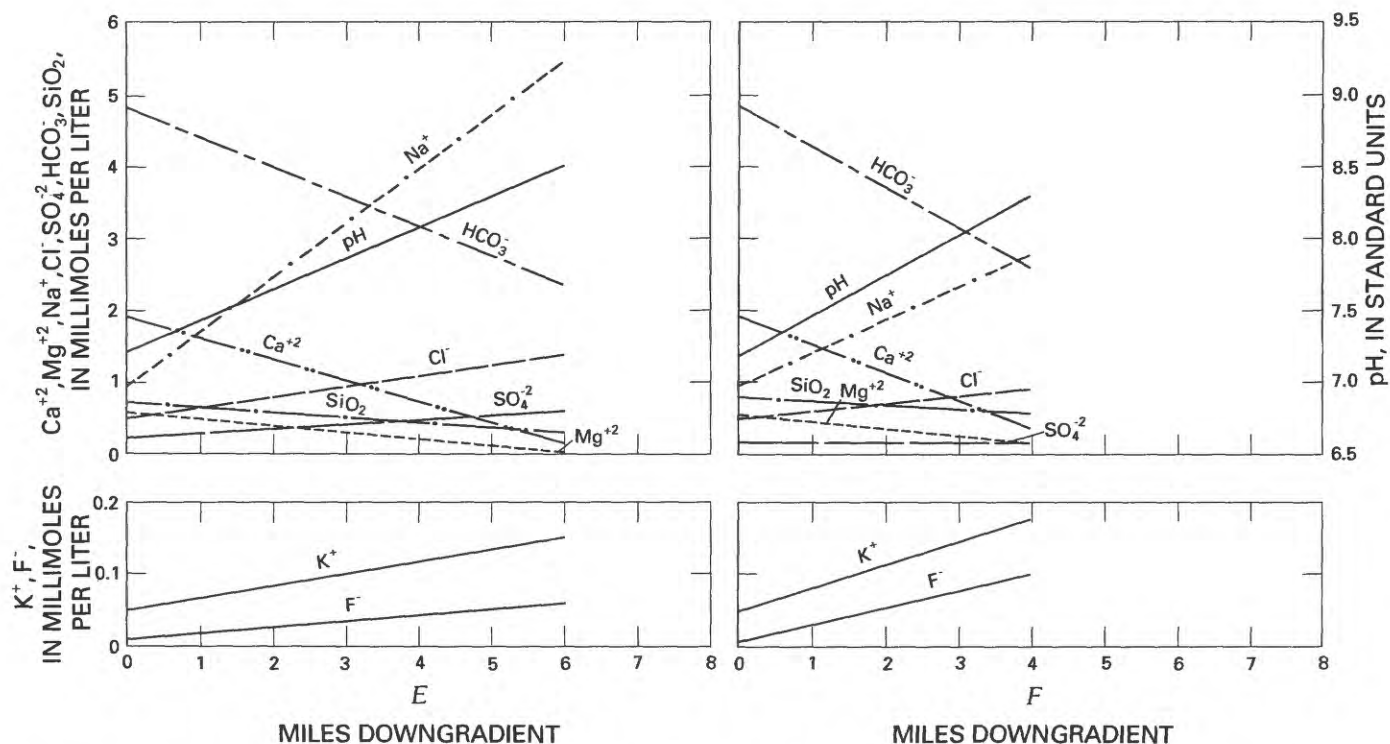 Ca⁺²,Mg⁺²,Na⁺,Cl⁻,SO₄⁻²,HCO₃⁻,SiO₂,
IN MILLIMOLES PER LITER
6
5
4
3
2
1
0
Na⁺
pH
HCO₃⁻
Ca⁺²
Cl⁻
SiO₂
SO₄⁻²
Mg⁺²
HCO₃⁻
pH
Na⁺
Ca⁺²
SiO₂
Mg⁺²
Cl⁻
SO₄⁻²
9.5
9.0
8.5
8.0
7.5
7.0
6.5
pH, IN STANDARD UNITS
K⁺,F⁻,
IN MILLIMOLES
PER LITER
0.2
0.1
0
K⁺
F⁻
K⁺
F⁻
0 1 2 3 4 5 6 7 8
0 1 2 3 4 5 6 7 8
E
F
MILES DOWNGRADIENT
MILES DOWNGRADIENT